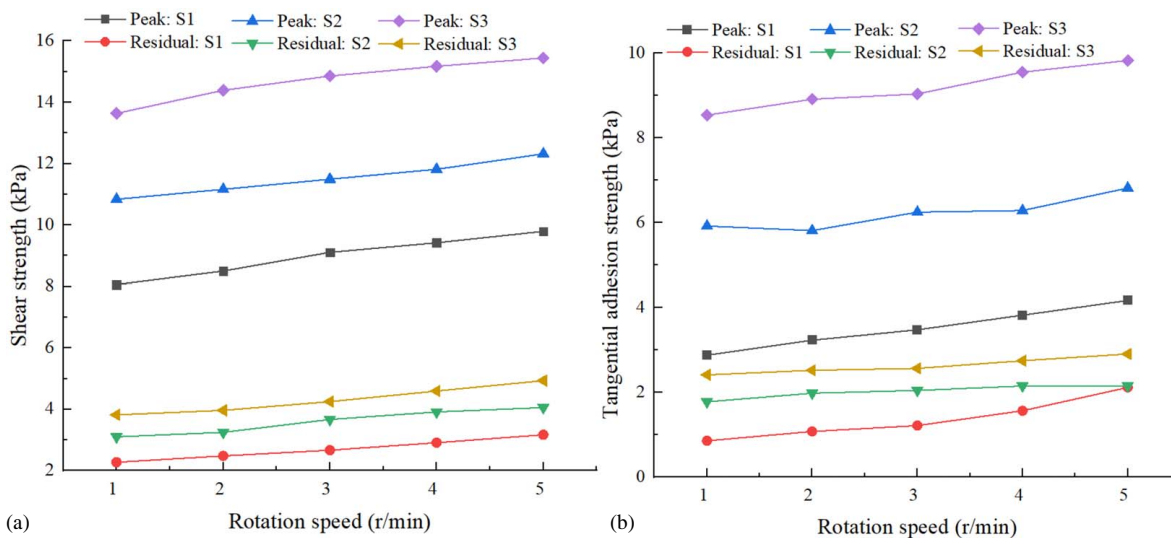 Peak: S1 Peak: S2 Peak: S3
Residual: S1 Residual: S2 Residual: S3
16
14
12
10
8
6
4
2
Shear strength (kPa)
1 2 3 4 5
Rotation speed (r/min)
(a)
Peak: S1 Peak: S2 Peak: S3
Residual: S1 Residual: S2 Residual: S3
10
8
6
4
2
0
Tangential adhesion strength (kPa)
1 2 3 4 5
Rotation speed (r/min)
(b)